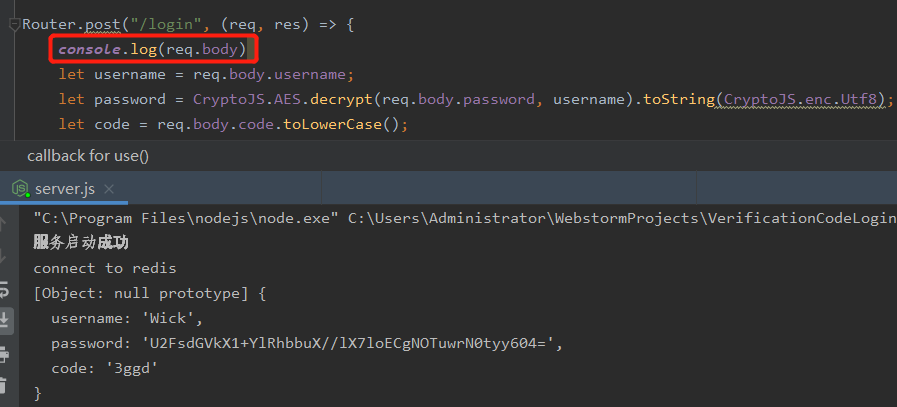 Router.post("/login", (req, res) => {
console.log(req.body)
let username = req.body.username;
let password = CryptoJS.AES.decrypt(req.body.password, username).toString(CryptoJS.enc.Utf8);
let code = req.body.code.toLowerCase();
callback for use()
server.js
"C:\Program Files\nodejs\node.exe" C:\Users\Administrator\WebstormProjects\VerificationCodeLogin
服务启动成功
connect to redis
[Object: null prototype] {
username: 'Wick',
password: 'U2FsdGVkX1+YlRhbbuX//lX7loECgNOTuwrN0tyy604=',
code: '3ggd'
}